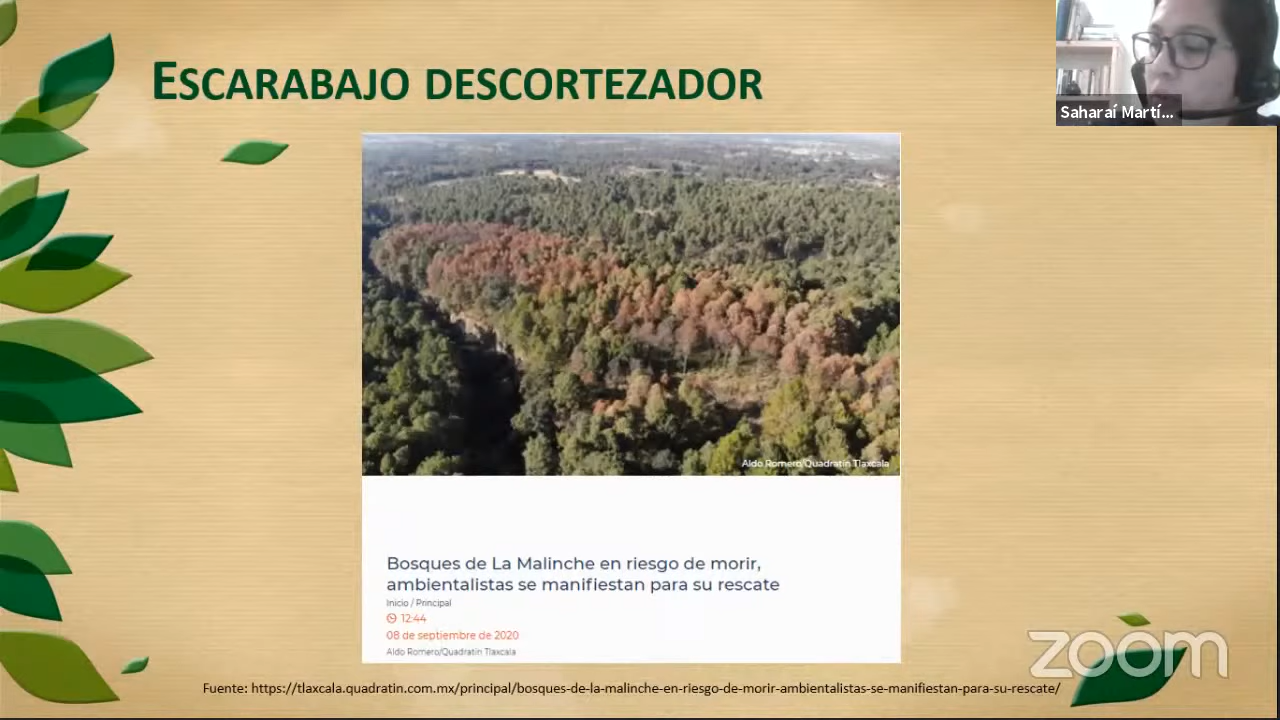 ESCARABAJO DESCORTEZADOR
Saharaí Martí...
Aldo Romero/Quadratín Tlaxcala
Bosques de La Malinche en riesgo de morir,
ambientalistas se manifiestan para su rescate
Inicio / Principal
12:44
08 de septiembre de 2020
Aldo Romero/Quadratín Tlaxcala
zoom
Fuente: https://tlaxcala.quadratin.com.mx/principal/bosques-de-la-malinche-en-riesgo-de-morir-ambientalistas-se-manifiestan-para-su-rescate/